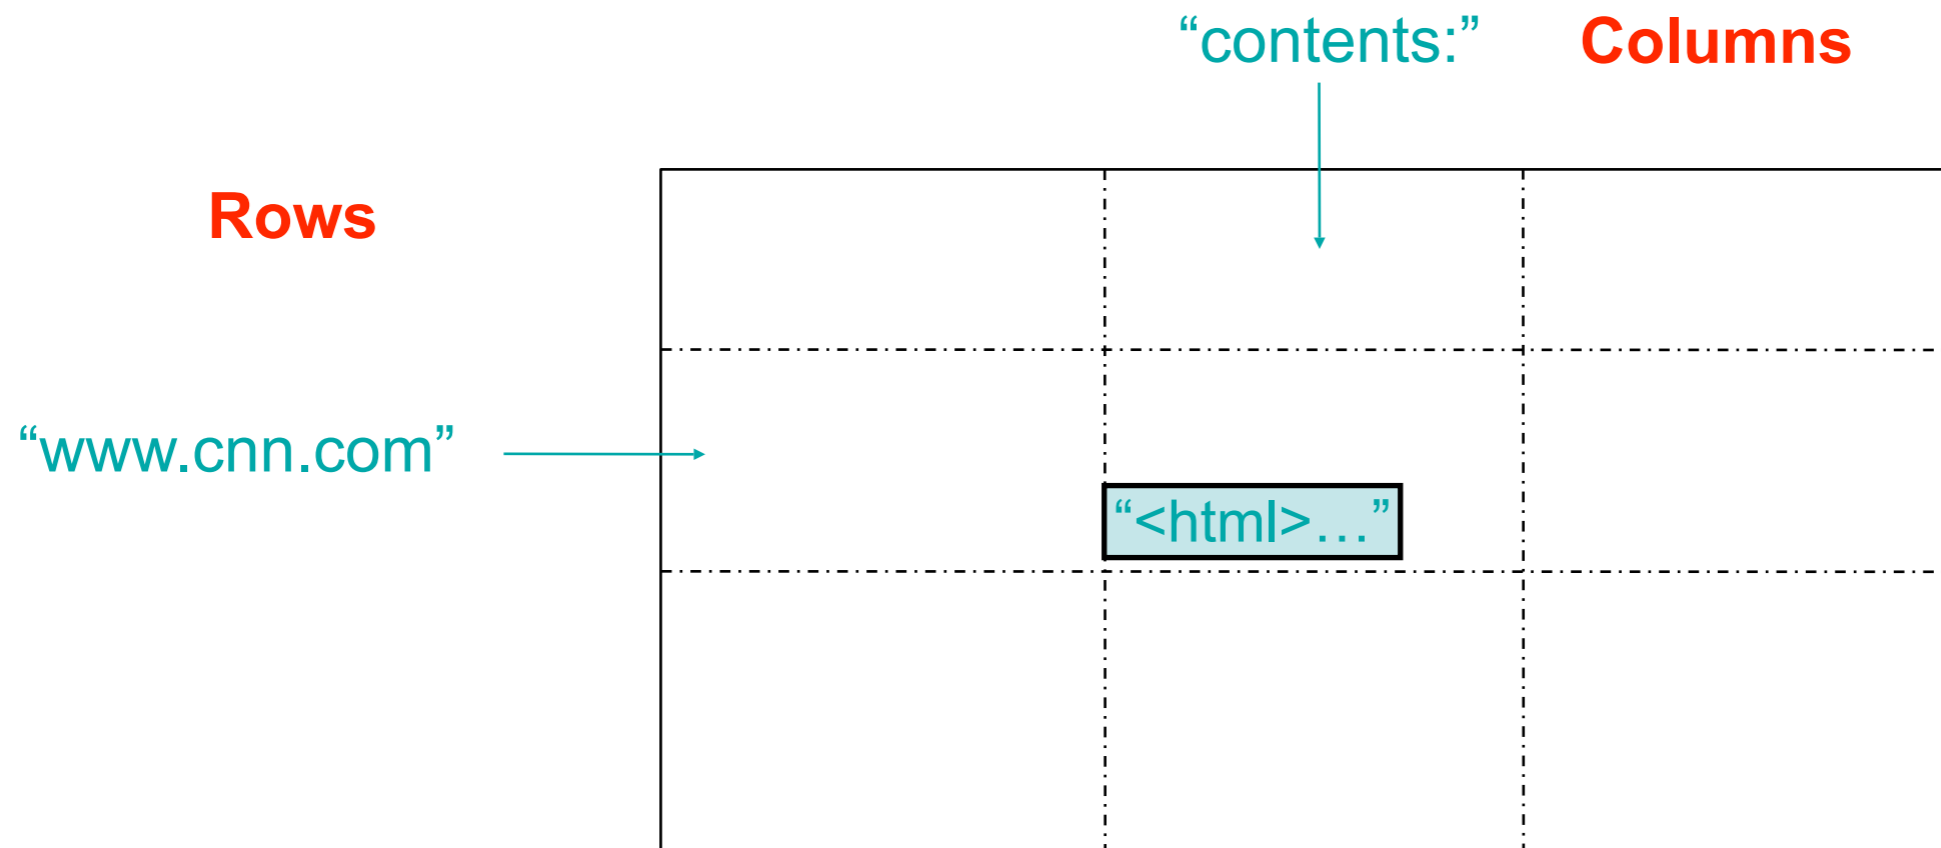 “contents:” Columns
Rows
“www.cnn.com”
“<html>…”